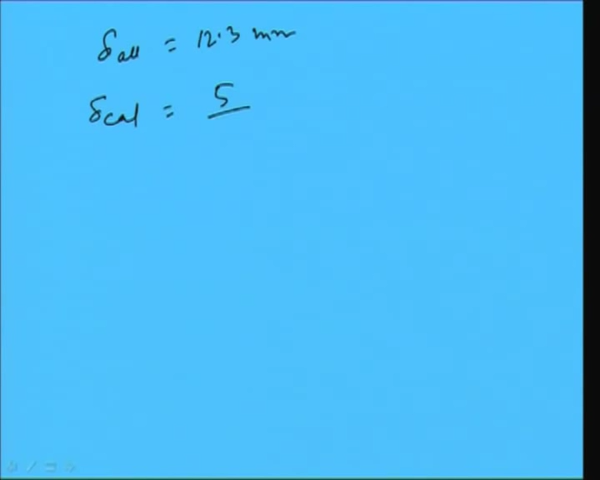 δall = 12.3 mm
δcal = 5